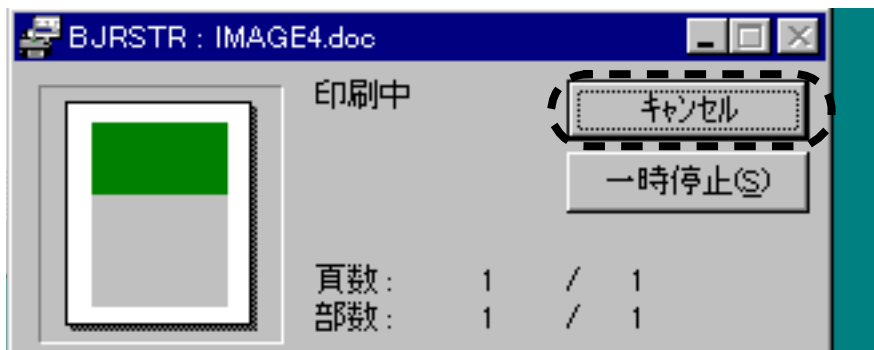 BJRSTR : IMAGE4.doc
印刷中
キャンセル
一時停止(S)
頁数 : 1 / 1
部数 : 1 / 1